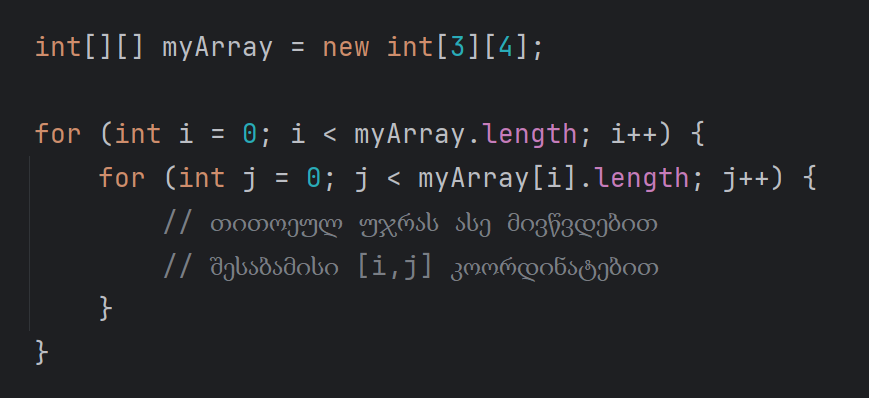 int[][] myArray = new int[3][4];
for (int i = 0; i < myArray.length; i++) {
for (int j = 0; j < myArray[i].length; j++) {
// თითოეულ უჯრას ასე მივწვდებით
// შესაბამისი [i,j] კოორდინატებით
}
}